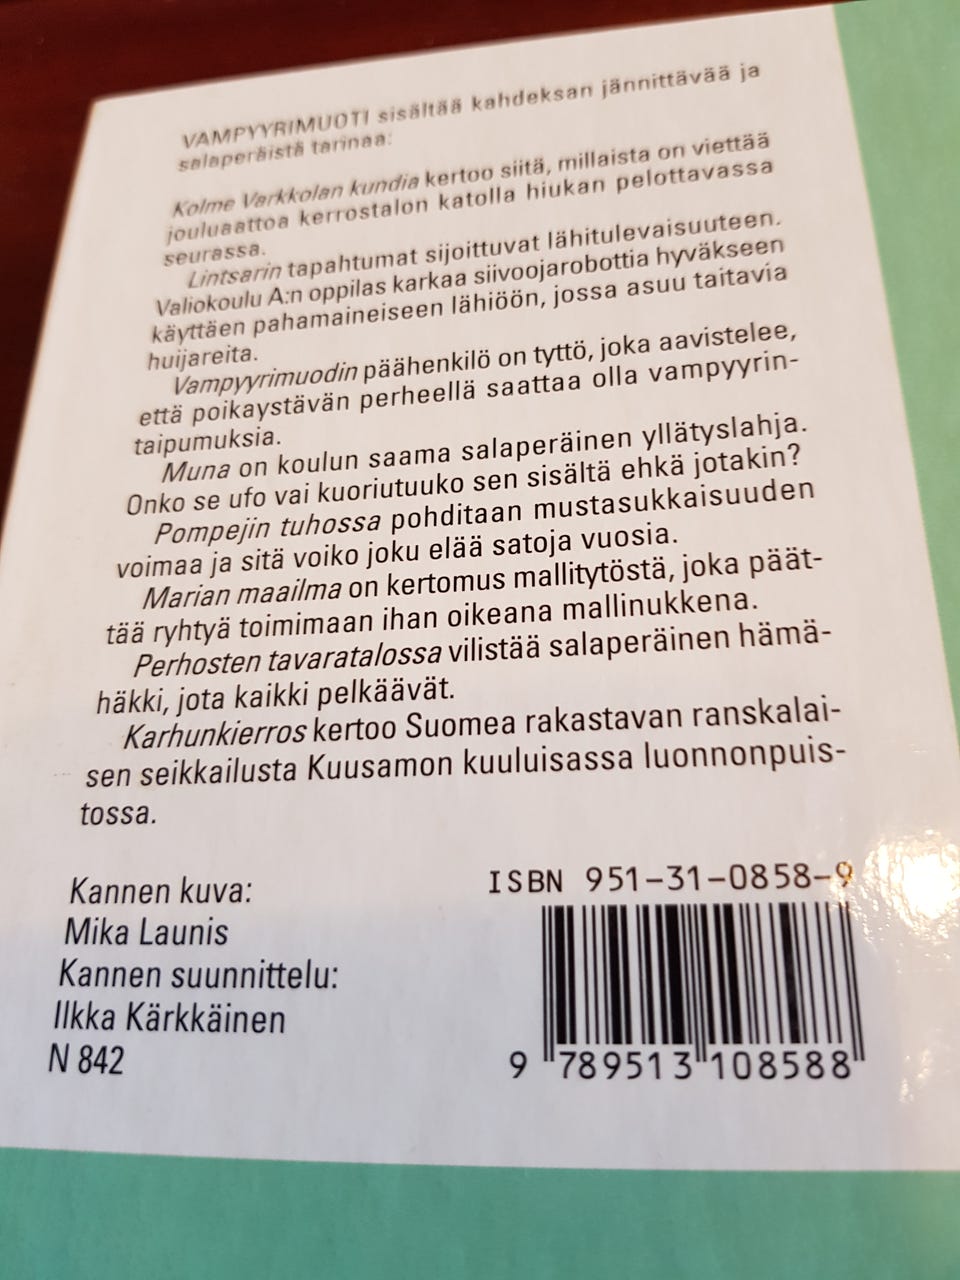 VAMPYYRIMUOTI sisältää kahdeksan jännittävää ja
salaperäistä tarinaa:
Kolme Varkkolan kundia kertoo siitä, millaista on viettää
jouluaattoa kerrostalon katolla hiukan pelottavassa
seurassa.
Lintsarin tapahtumat sijoittuvat lähitulevaisuuteen.
Valiokoulu A:n oppilas karkaa siivoojarobottia hyväkseen
käyttäen pahamaineiseen lähiöön, jossa asuu taitavia
huijareita.
Vampyyrimuodin päähenkilö on tyttö, joka aavistelee,
että poikaystävän perheellä saattaa olla vampyyrin-
taipumuksia.
Muna on koulun saama salaperäinen yllätyslahja.
Onko se ufo vai kuoriutuuko sen sisältä ehkä jotakin?
Pompejin tuhossa pohditaan mustasukkaisuuden
voimaa ja sitä voiko joku elää satoja vuosia.
Marian maailma on kertomus mallitytöstä, joka päät-
tää ryhtyä toimimaan ihan oikeana mallinukkena.
Perhosten tavaratalossa vilistää salaperäinen hämä-
häkki, jota kaikki pelkäävät.
Karhunkierros kertoo Suomea rakastavan ranskalai-
sen seikkailusta Kuusamon kuuluisassa luonnonpuis-
tossa.
Kannen kuva:
Mika Launis
Kannen suunnittelu:
Ilkka Kärkkäinen
N 842
ISBN 951-31-0858-9
9 789513 108588